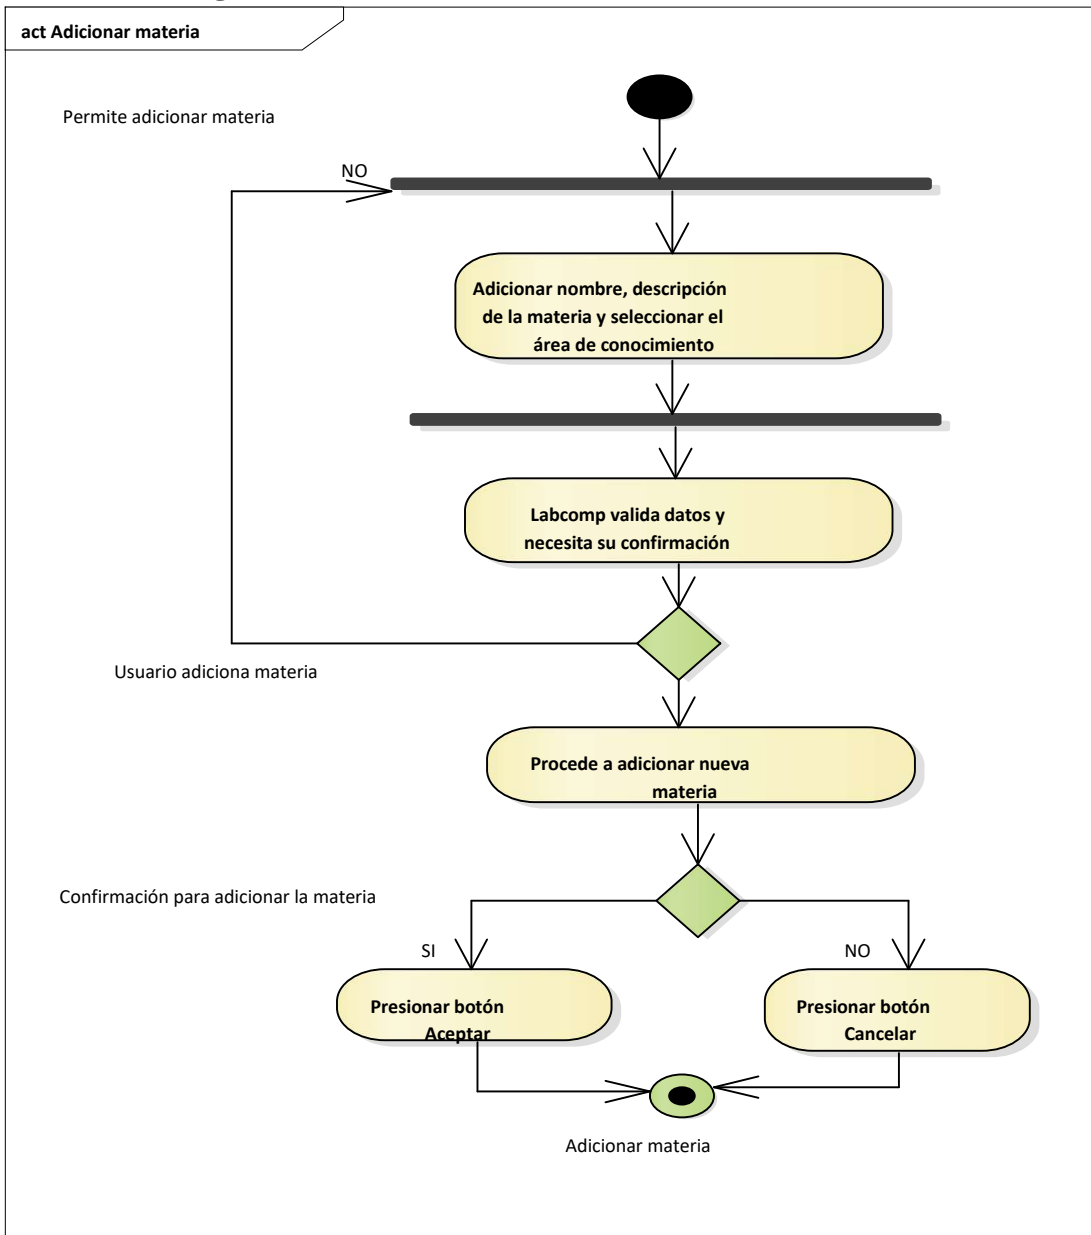 act Adicionar materia
Permite adicionar materia
NO
Adicionar nombre, descripción
de la materia y seleccionar el
área de conocimiento
Labcomp valida datos y
necesita su confirmación
Usuario adiciona materia
Procede a adicionar nueva
materia
Confirmación para adicionar la materia
SI
NO
Presionar botón
Aceptar
Presionar botón
Cancelar
Adicionar materia